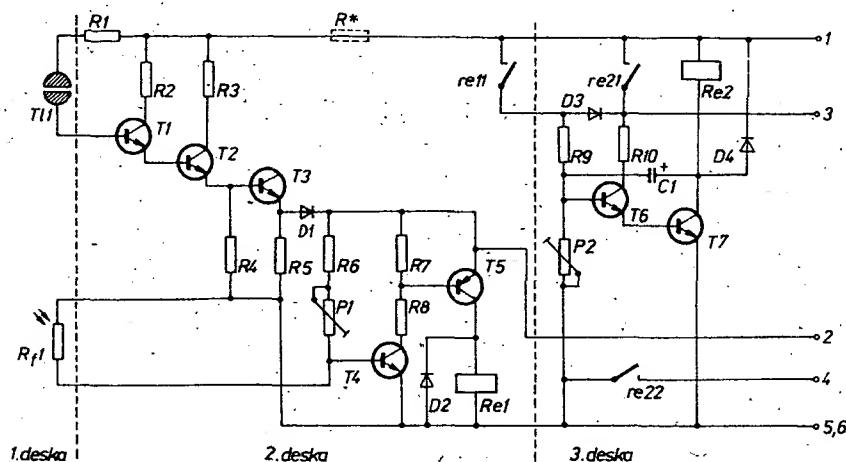 R1
R*
1
re11
re21
Re2
R2
R3
Tl1
D3
3
T1
T2
R9
R10
D4
C1
+
T3
T6
T7
D1
R4
R5
R6
R7
T5
P2
P1
R8
Rf1
2
T4
re22
4
D2
Re1
5,6
1.deska
2.deska
3.deska